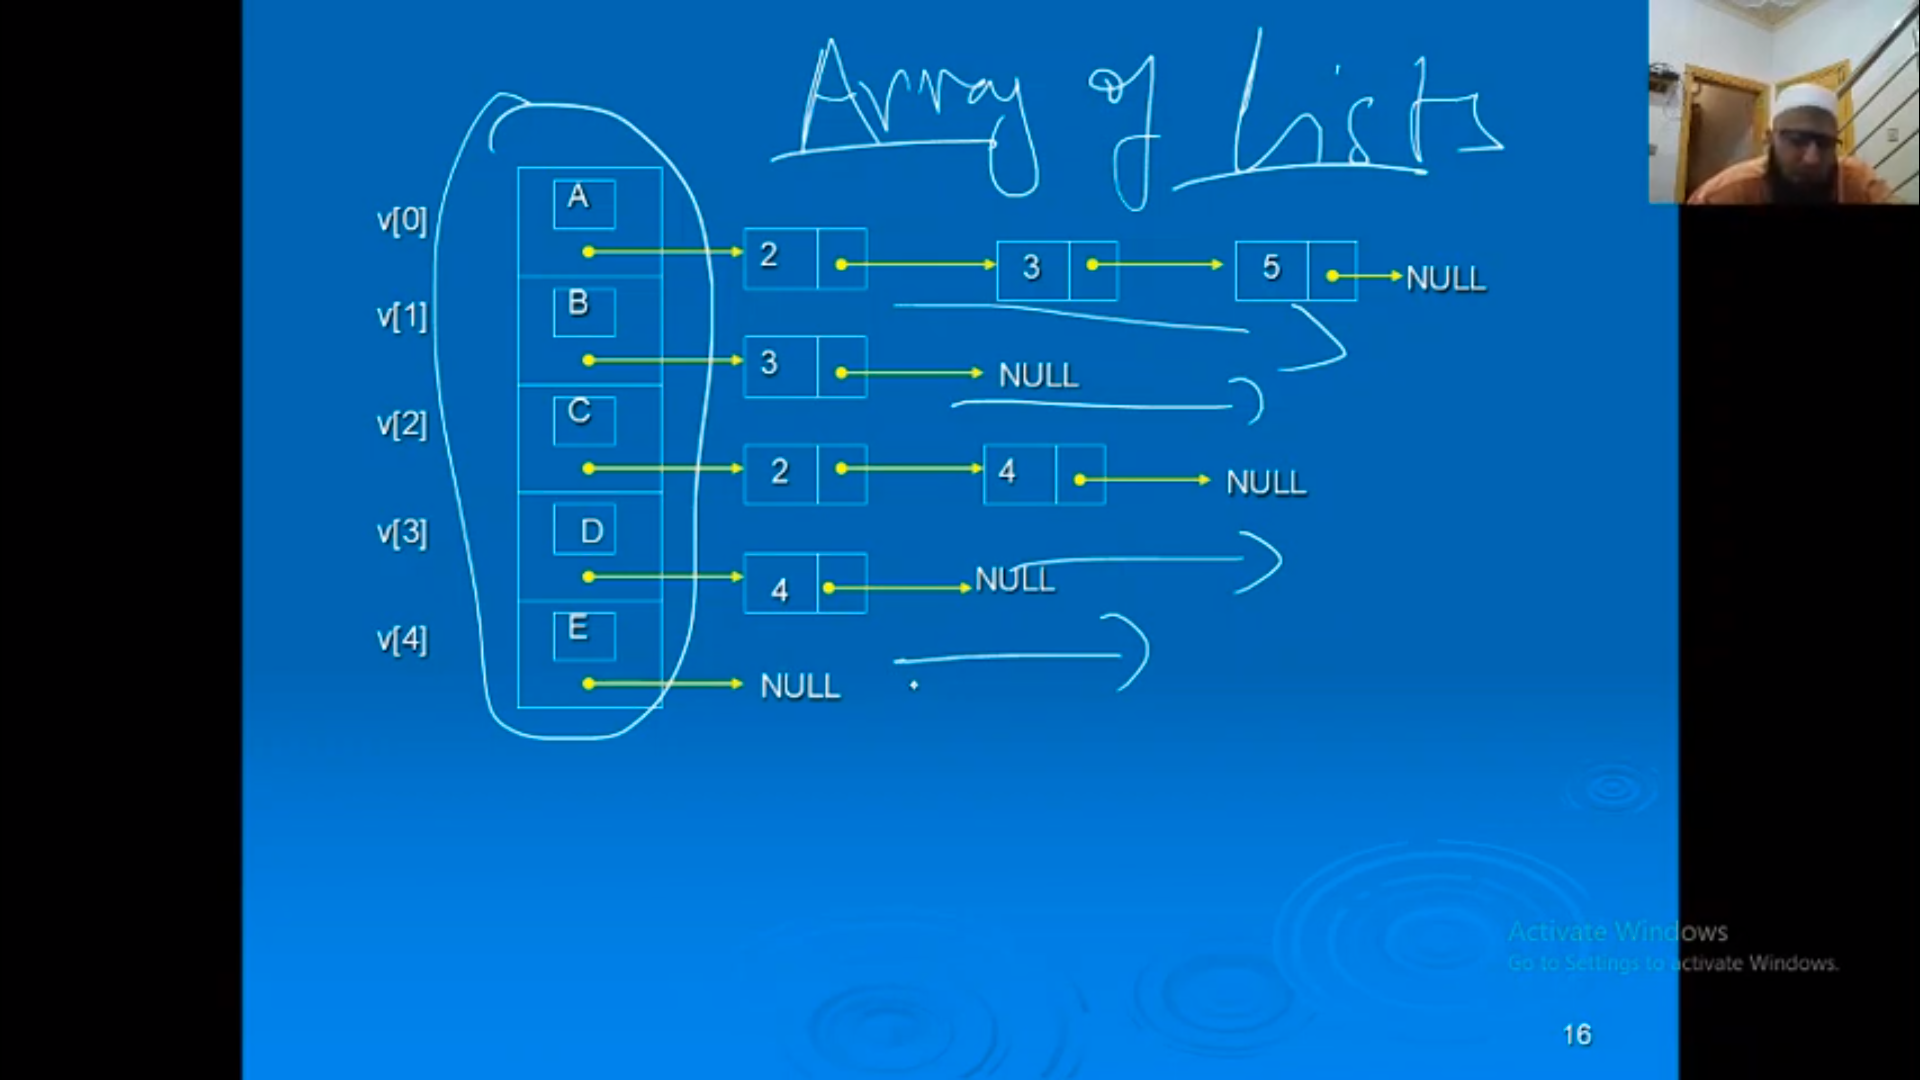 Array of Lists
A
v[0]
2 3 5 NULL
B
v[1]
3 NULL
C
v[2]
2 4 NULL
D
v[3]
4 NULL
E
v[4]
NULL
Activate Windows
Go to Settings to activate Windows.
16